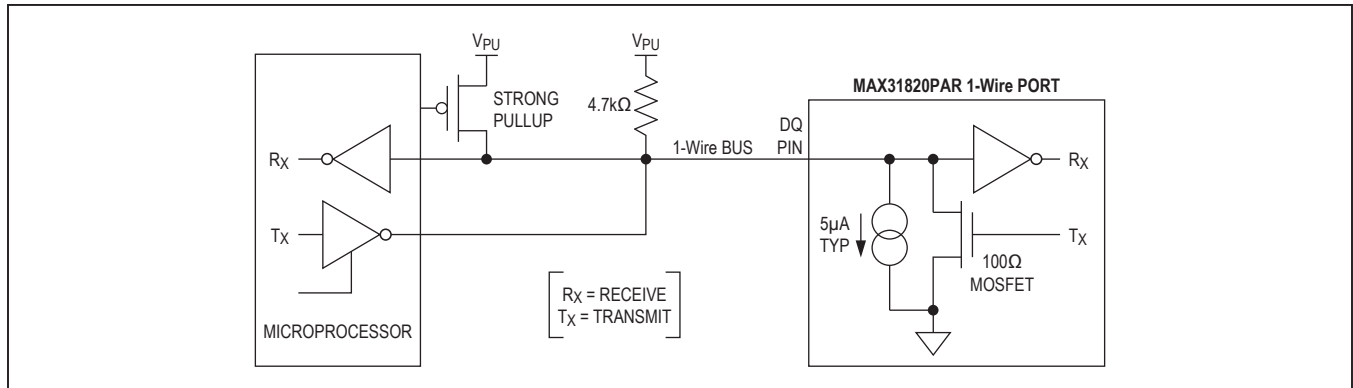 VPU
VPU
STRONG
PULLUP
4.7kΩ
MAX31820PAR 1-Wire PORT
DQ
PIN
1-Wire BUS
RX
RX
TX
5µA
TYP
TX
100Ω
MOSFET
RX = RECEIVE
TX = TRANSMIT
MICROPROCESSOR